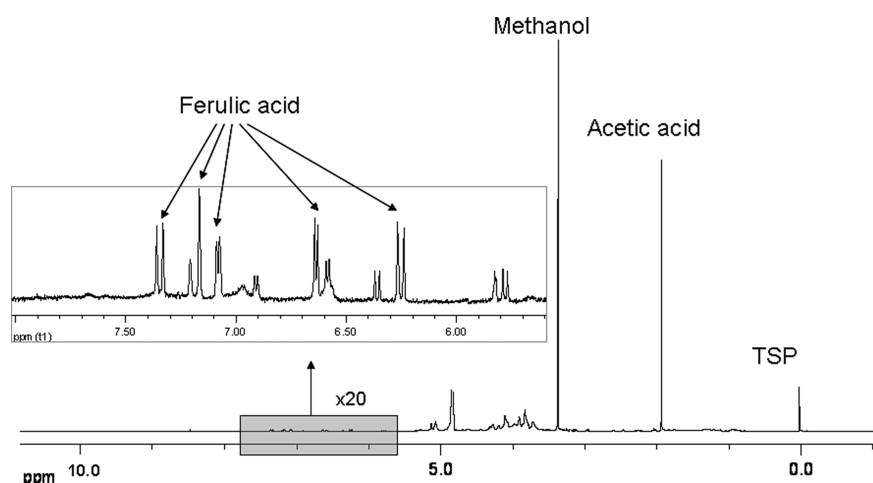 Methanol
Ferulic acid
Acetic acid
7.50 7.00 6.50 6.00
ppm (t1)
TSP
x20
10.0 5.0 0.0
ppm